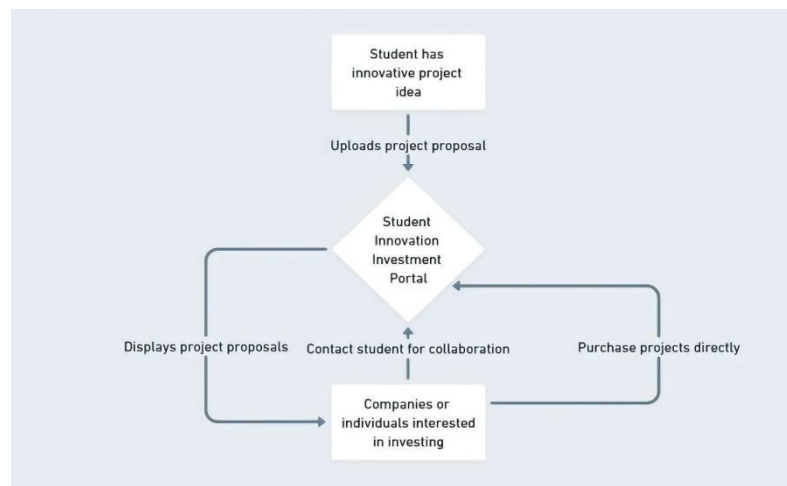 Student has
innovative project
idea
Uploads project proposal
Student
Innovation
Investment
Portal
Displays project proposals
Contact student for collaboration
Purchase projects directly
Companies or
individuals interested
in investing